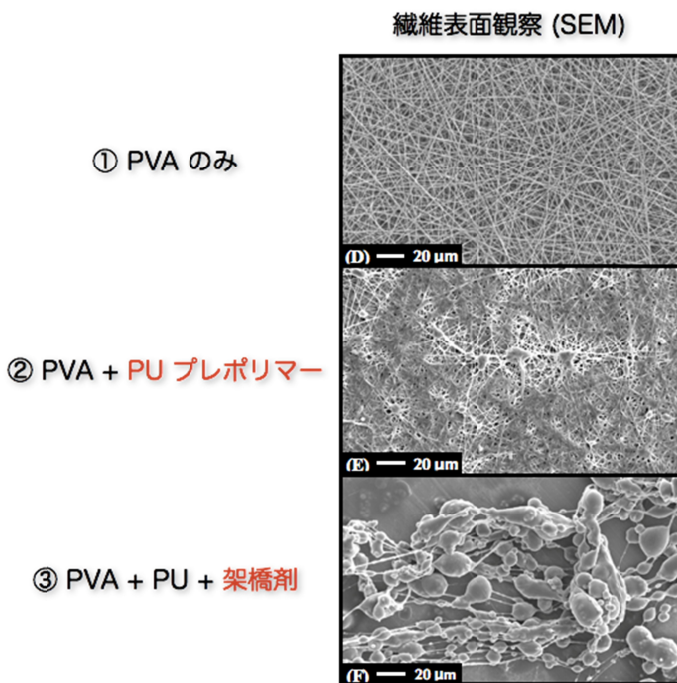 繊維表面観察 (SEM)
① PVA のみ
(D) 20 μm
② PVA + PU プレポリマー
(E) 20 μm
③ PVA + PU + 架橋剤
(F) 20 μm